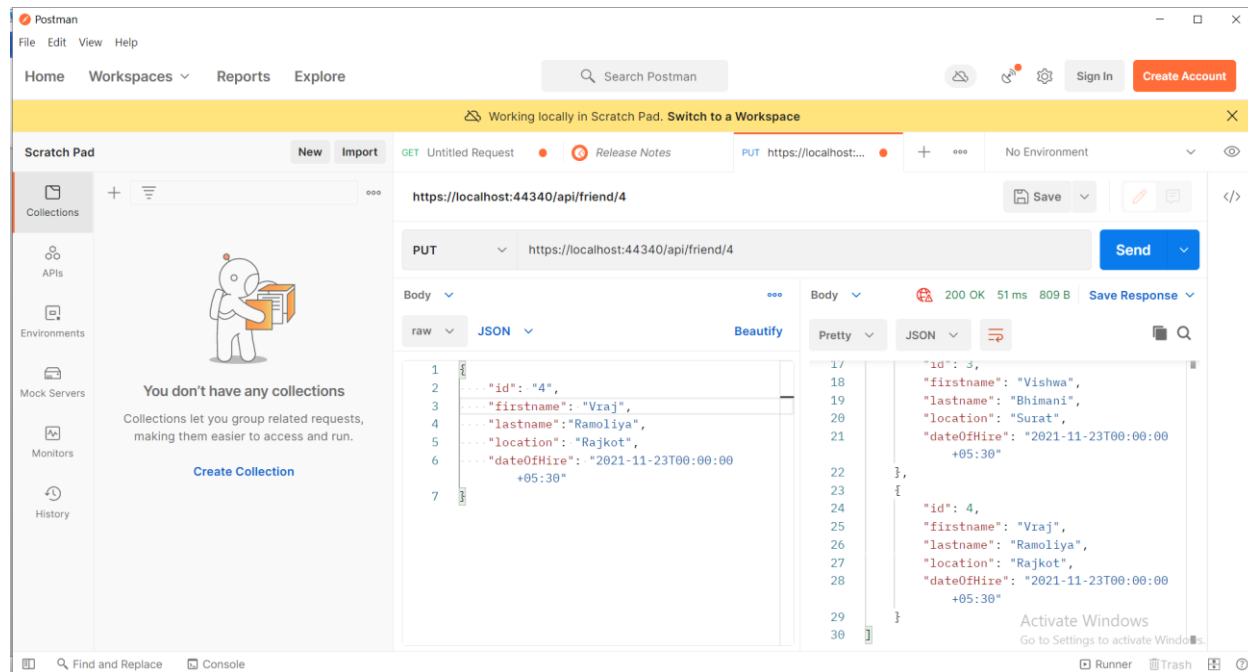 Postman
File Edit View Help
Home Workspaces Reports Explore Search Postman Sign In Create Account
Working locally in Scratch Pad. Switch to a Workspace
Scratch Pad New Import GET Untitled Request Release Notes PUT https://localhost:... No Environment
Collections
APIs
Environments
Mock Servers
Monitors
History
You don't have any collections
Collections let you group related requests,
making them easier to access and run.
Create Collection
https://localhost:44340/api/friend/4 Save
PUT https://localhost:44340/api/friend/4 Send
Body
raw JSON Beautify
1 {
2 "id": "4",
3 "firstname": "Vraj",
4 "lastname":"Ramoliya",
5 "location": "Rajkot",
6 "dateOfHire": "2021-11-23T00:00:00
+05:30"
7 }
Body 200 OK 51 ms 809 B Save Response
Pretty JSON
17 "id": 3,
18 "firstname": "Vishwa",
19 "lastname": "Bhimani",
20 "location": "Surat",
21 "dateOfHire": "2021-11-23T00:00:00
+05:30"
22 },
23 {
24 "id": 4,
25 "firstname": "Vraj",
26 "lastname": "Ramoliya",
27 "location": "Rajkot",
28 "dateOfHire": "2021-11-23T00:00:00
+05:30"
29 }
30 ]
Activate Windows
Go to Settings to activate Windows.
Find and Replace Console Runner Trash